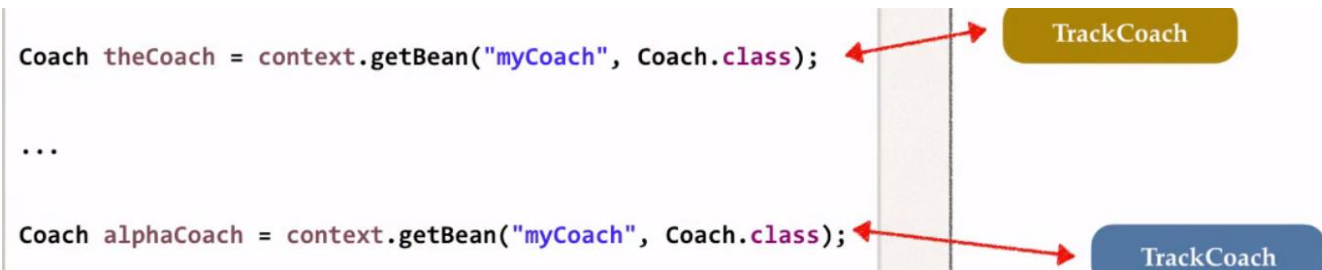 TrackCoach
Coach theCoach = context.getBean("myCoach", Coach.class);
...
Coach alphaCoach = context.getBean("myCoach", Coach.class);
TrackCoach